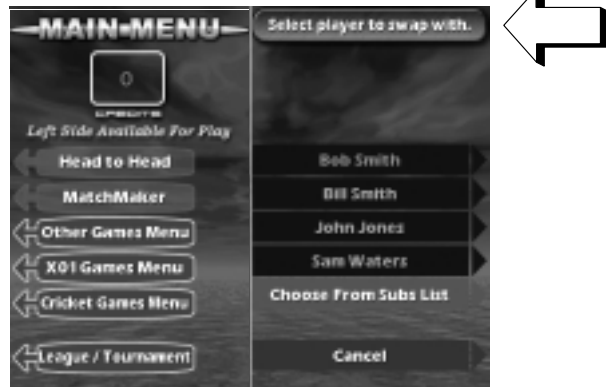 MAIN-MENU
0
CREDITS
Left Side Available For Play
Head to Head
MatchMaker
Other Games Menu
X01 Games Menu
Cricket Games Menu
League / Tournament
Select player to swap with.
Bob Smith
Bill Smith
John Jones
Sam Waters
Choose From Subs List
Cancel